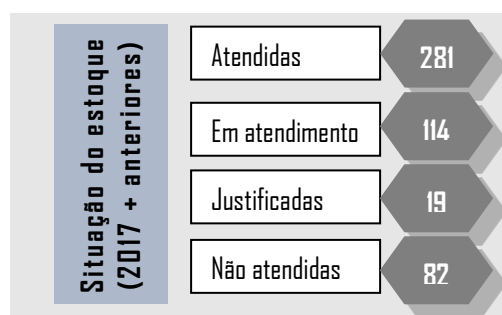 Situação do estoque
(2017 + anteriores)
Atendidas 281
Em atendimento 114
Justificadas 19
Não atendidas 82